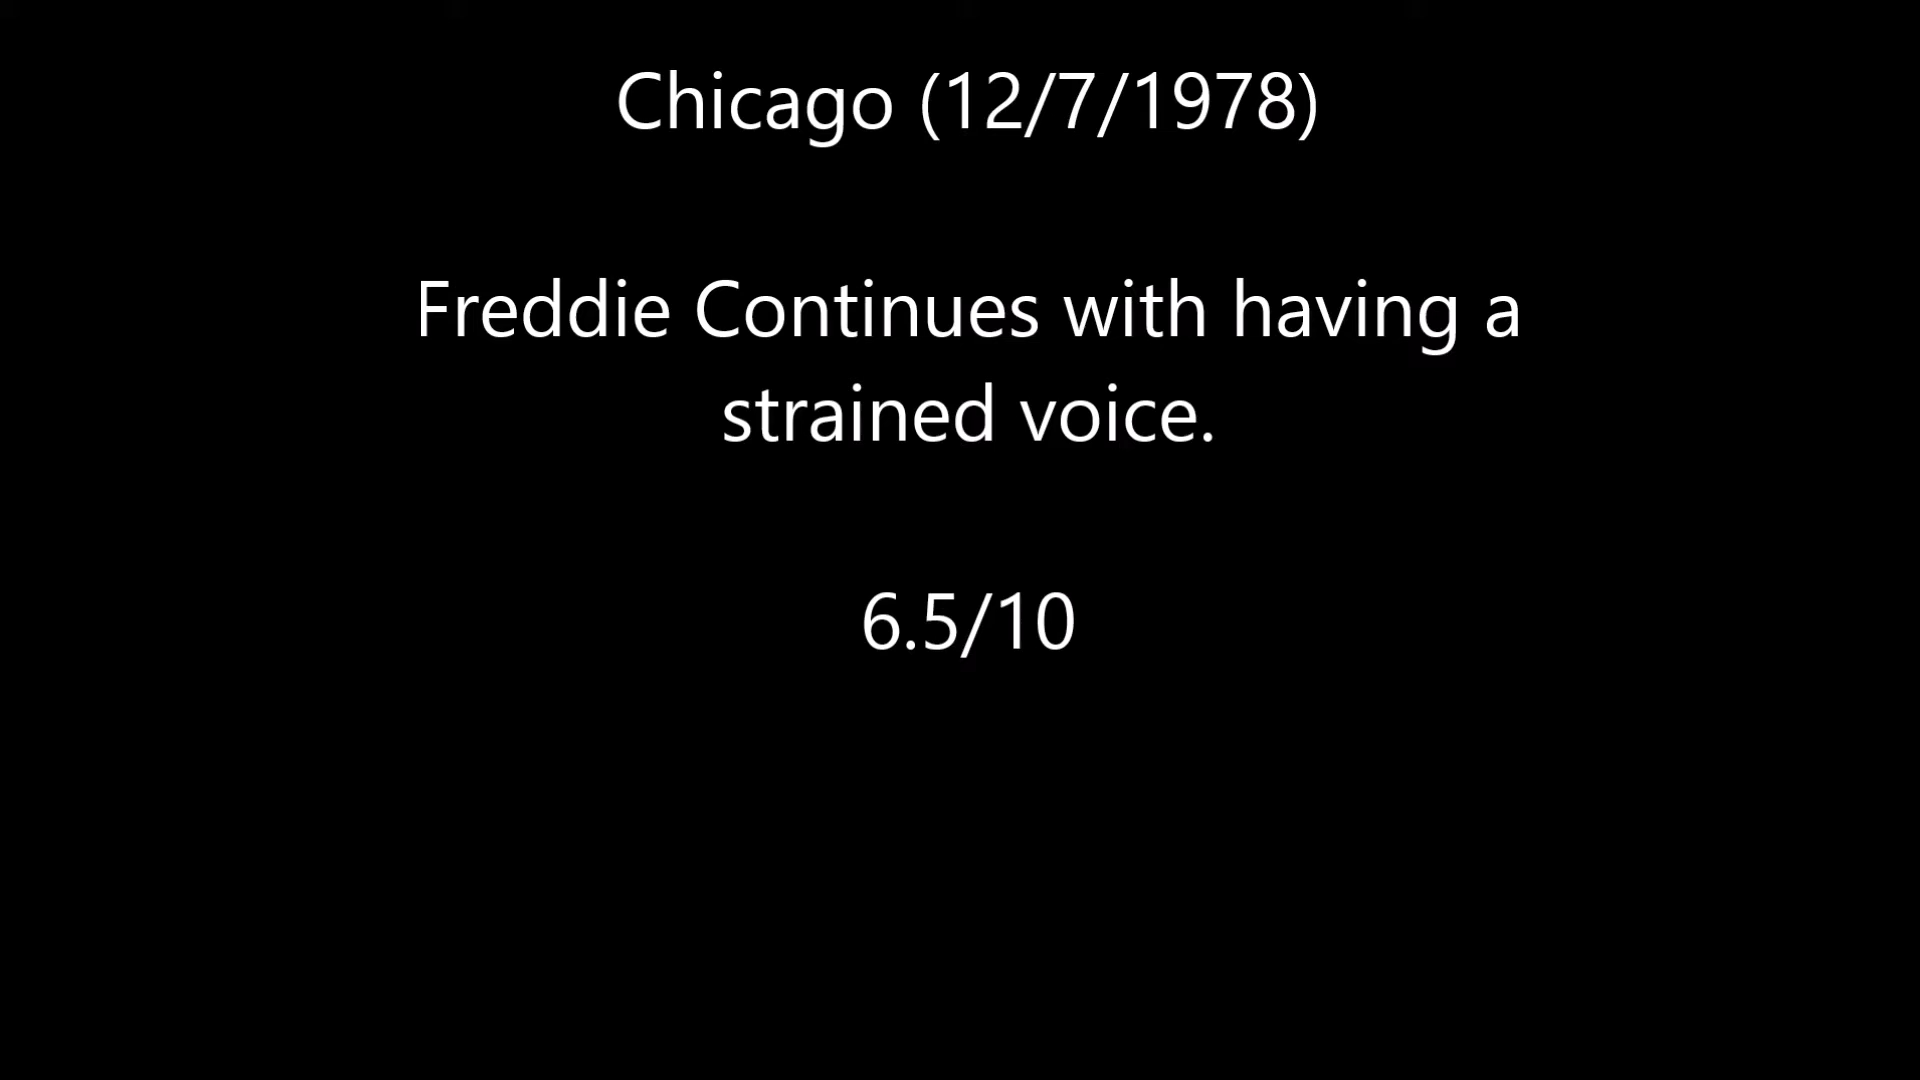 Chicago (12/7/1978)
Freddie Continues with having a
strained voice.
6.5/10